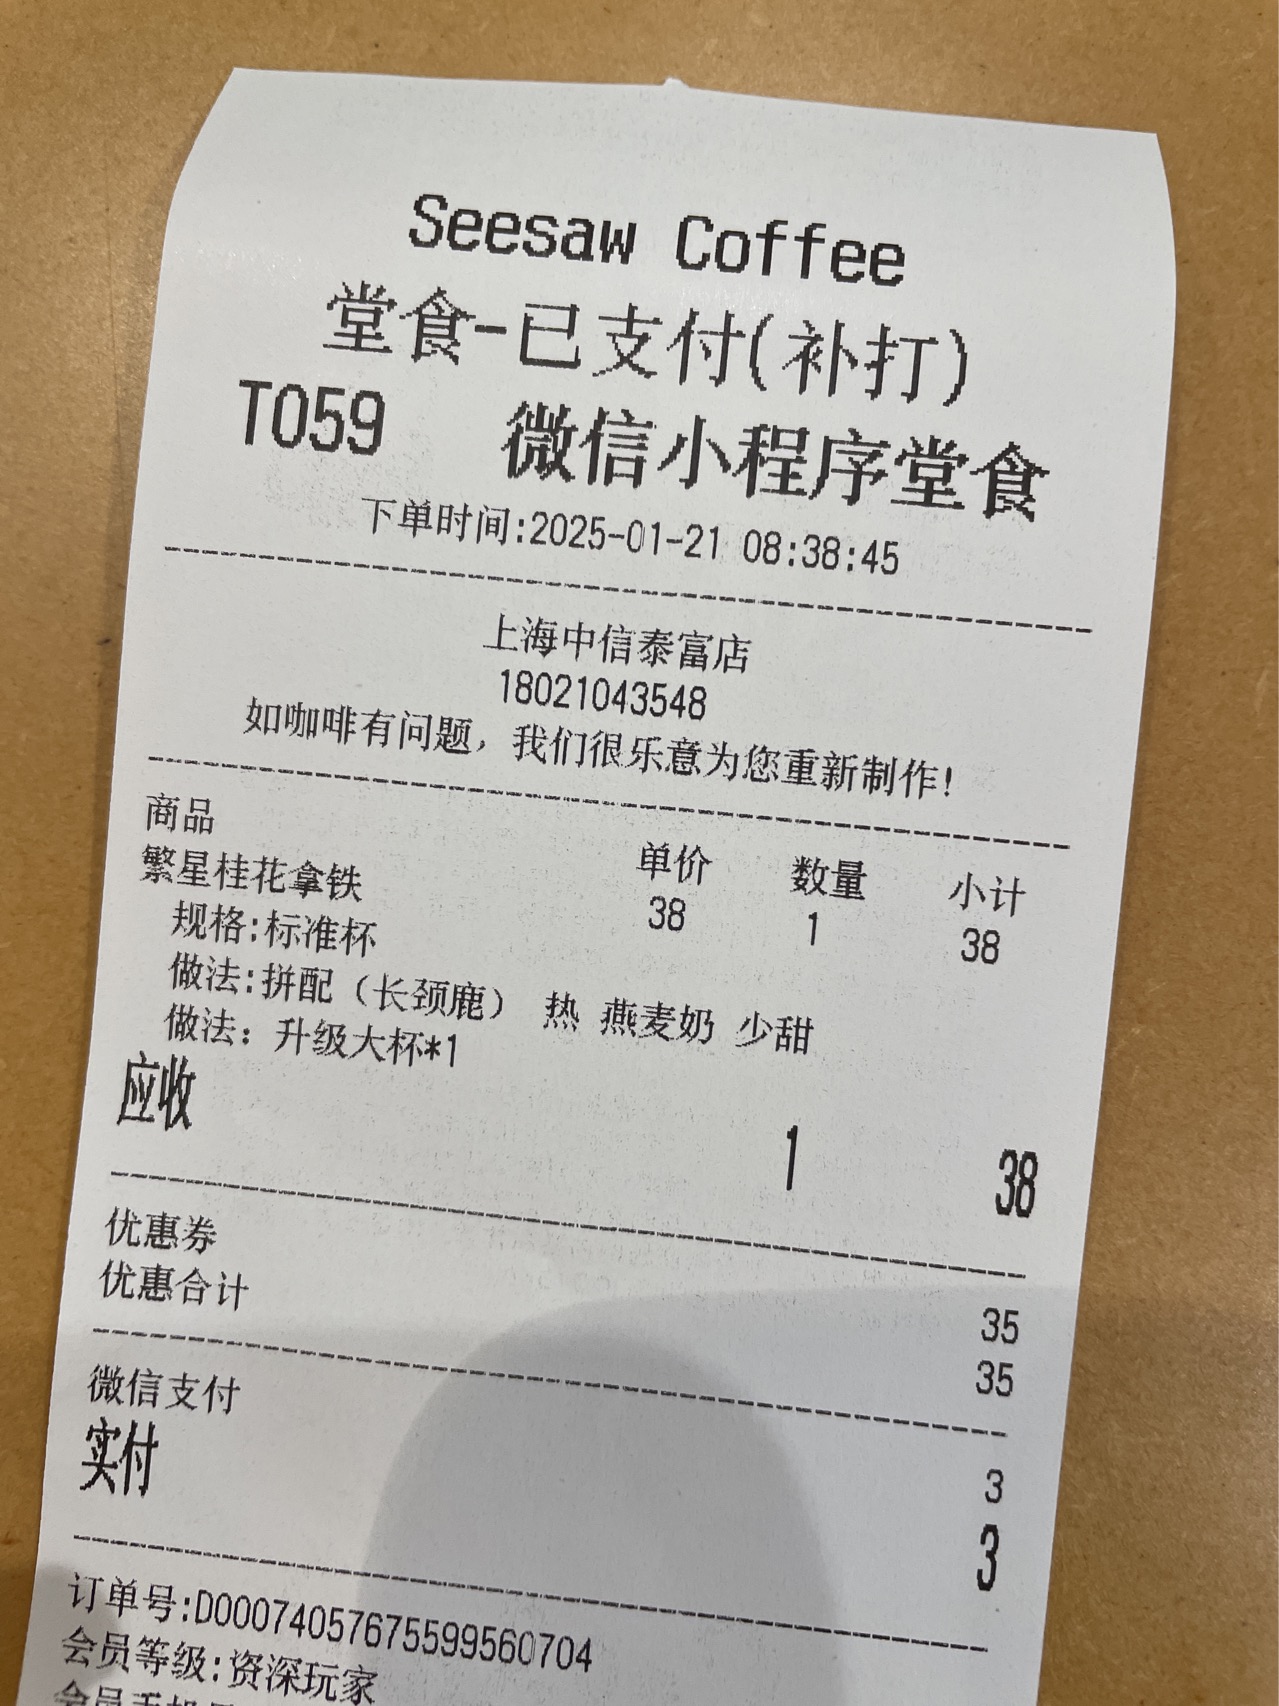 Seesaw Coffee
堂食-已支付(补打)
T059 微信小程序堂食
下单时间:2025-01-21 08:38:45
上海中信泰富店
18021043548
如咖啡有问题，我们很乐意为您重新制作!
商品 单价 数量 小计
繁星桂花拿铁 38 1 38
规格:标准杯
做法:拼配（长颈鹿） 热 燕麦奶 少甜
做法：升级大杯*1
应收 1 38
优惠券 35
优惠合计 35
微信支付 3
实付 3
订单号:D000740576755599560704
会员等级:资深玩家